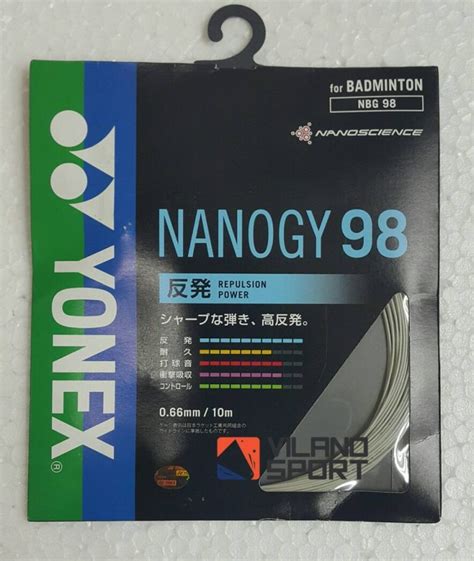 for BADMINTON
NBG 98
NANOSCIENCE
YONEX®
NANOGY 98
反発 REPULSION
POWER
シャープな弾き、高反発。
反発
耐久
打球音
衝撃吸収
コントロール
0.66mm / 10m
VILANO
SPORT